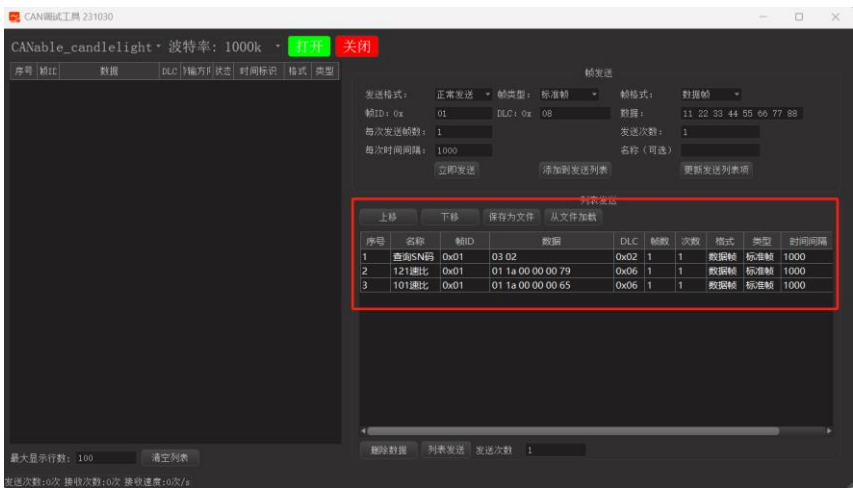 CAN调试工具 231030
CANable_candlelight 波特率: 1000k 打开 关闭
序号 帧ID 数据 DLC 传输方向 状态 时间标识 格式 类型
帧发送
发送格式: 正常发送 帧类型: 标准帧 帧格式: 数据帧
帧ID: 0x 01 DLC: 0x 08 数据: 11 22 33 44 55 66 77 88
每次发送帧数: 1 发送次数: 1
每次时间间隔: 1000 名称(可选)
立即发送 添加到发送列表 更新发送列表项
列表发送
上移 下移 保存为文件 从文件加载
序号 名称 帧ID 数据 DLC 帧数 次数 格式 类型 时间间隔
1 查询SN码 0x01 03 02 0x02 1 1 数据帧 标准帧 1000
2 121速比 0x01 01 1a 00 00 00 79 0x06 1 1 数据帧 标准帧 1000
3 101速比 0x01 01 1a 00 00 00 65 0x06 1 1 数据帧 标准帧 1000
删除数据 列表发送 发送次数 1
最大显示行数: 100 清空列表
发送次数:0次 接收次数:0次 接收速度:0次/s